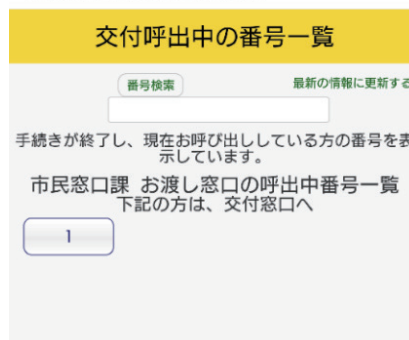 交付呼出中の番号一覧
番号検索 最新の情報に更新する
手続きが終了し、現在お呼び出ししている方の番号を表
示しています。
市民窓口課 お渡し窓口の呼出中番号一覧
下記の方は、交付窓口へ
1